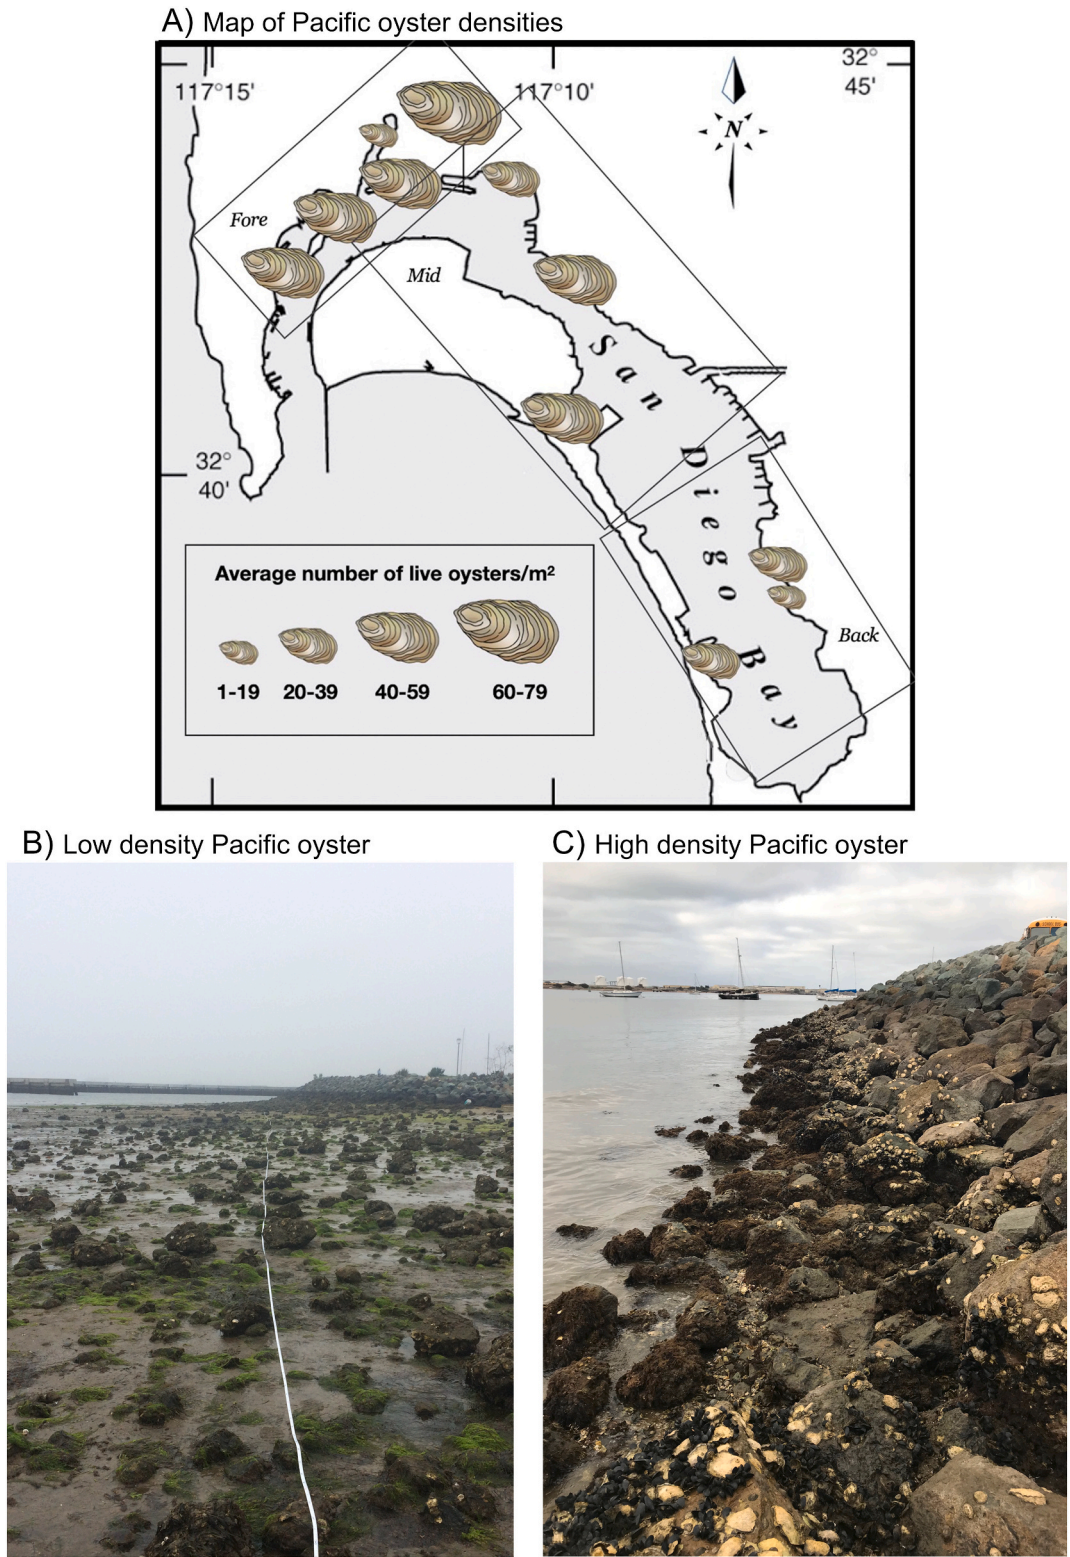 A) Map of Pacific oyster densities
117°15'
117°10'
32°
45'
N
Fore
Mid
San Diego Bay
32°
40'
Back
Average number of live oysters/m²
1-19 20-39 40-59 60-79
B) Low density Pacific oyster
C) High density Pacific oyster